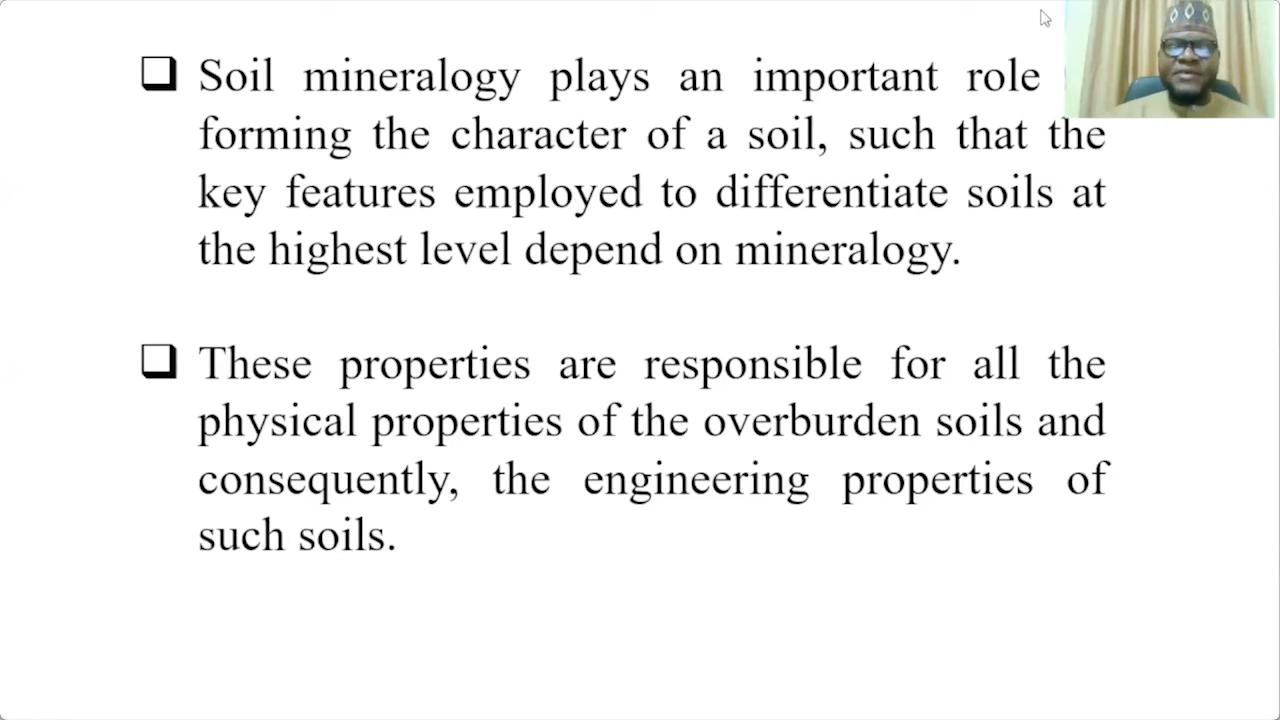 Soil mineralogy plays an important role
forming the character of a soil, such that the
key features employed to differentiate soils at
the highest level depend on mineralogy.
These properties are responsible for all the
physical properties of the overburden soils and
consequently, the engineering properties of
such soils.